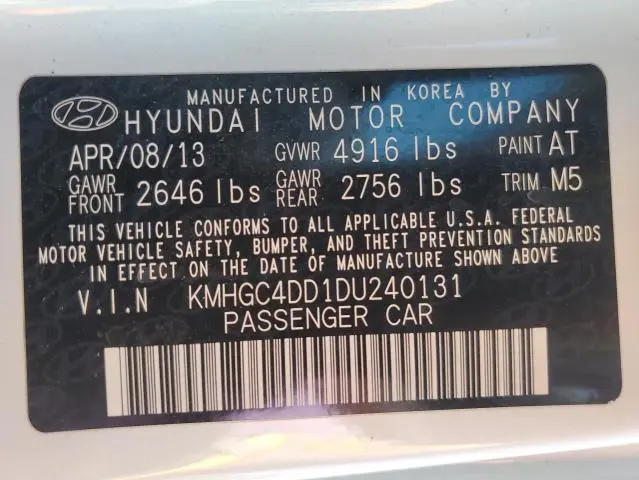 MANUFACTURED IN KOREA BY
HYUNDAI MOTOR COMPANY
APR/08/13 GVWR 4916 lbs PAINT AT
GAWR FRONT 2646 lbs GAWR REAR 2756 lbs TRIM M5
THIS VEHICLE CONFORMS TO ALL APPLICABLE U.S.A. FEDERAL
MOTOR VEHICLE SAFETY, BUMPER, AND THEFT PREVENTION STANDARDS
IN EFFECT ON THE DATE OF MANUFACTURE SHOWN ABOVE
V.I.N KMHGC4DD1DU240131
PASSENGER CAR